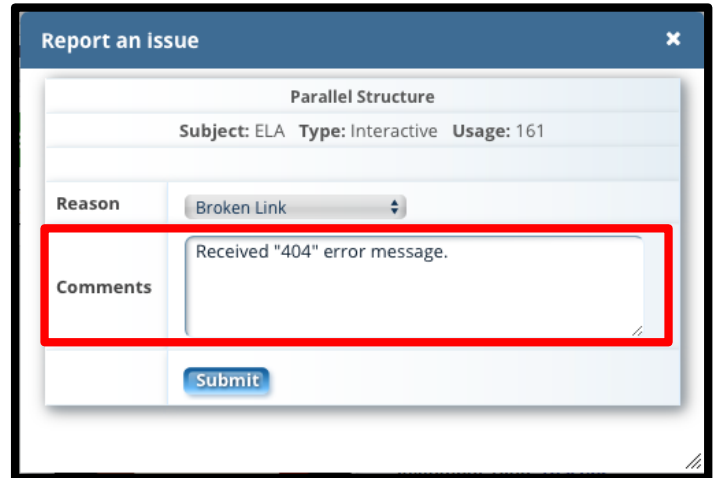 Report an issue
Parallel Structure
Subject: ELA Type: Interactive Usage: 161
Reason Broken Link
Received "404" error message.
Comments
Submit